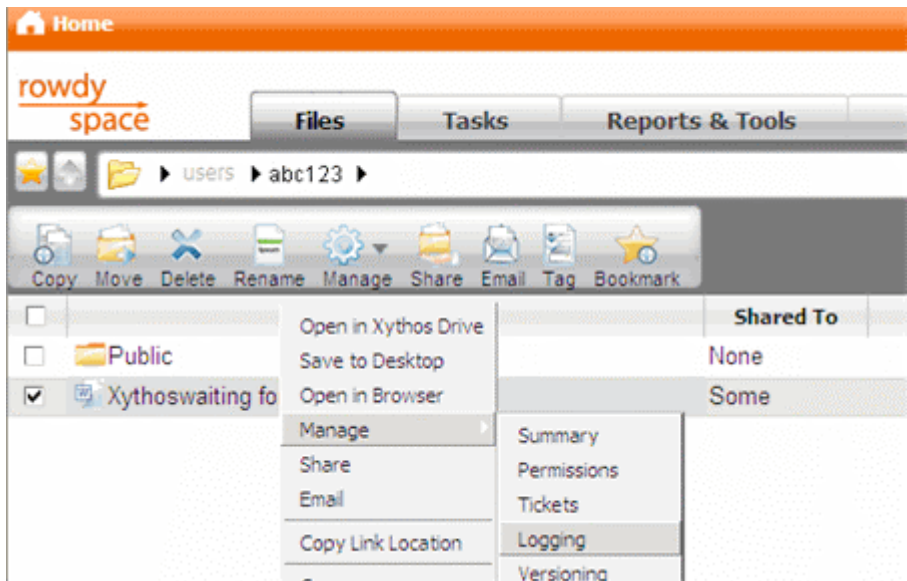 Home
rowdy
space
Files Tasks Reports & Tools
users abc123
Copy Move Delete Rename Manage Share Email Tag Bookmark
Shared To
Public None
Xythoswaiting fo Some
Open in Xythos Drive
Save to Desktop
Open in Browser
Manage
Share
Email
Copy Link Location
Summary
Permissions
Tickets
Logging
Versioning